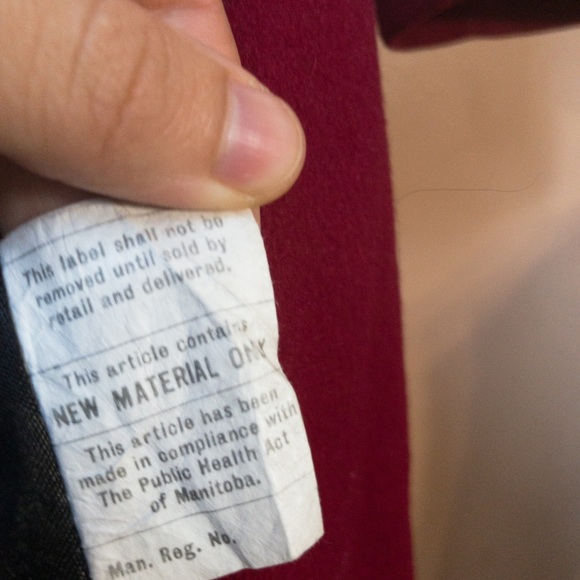 This label shall not be
removed until sold by
retail and delivered.
This article contains
NEW MATERIAL ONLY
This article has been
made in compliance with
The Public Health Act
of Manitoba.
Man. Reg. No.